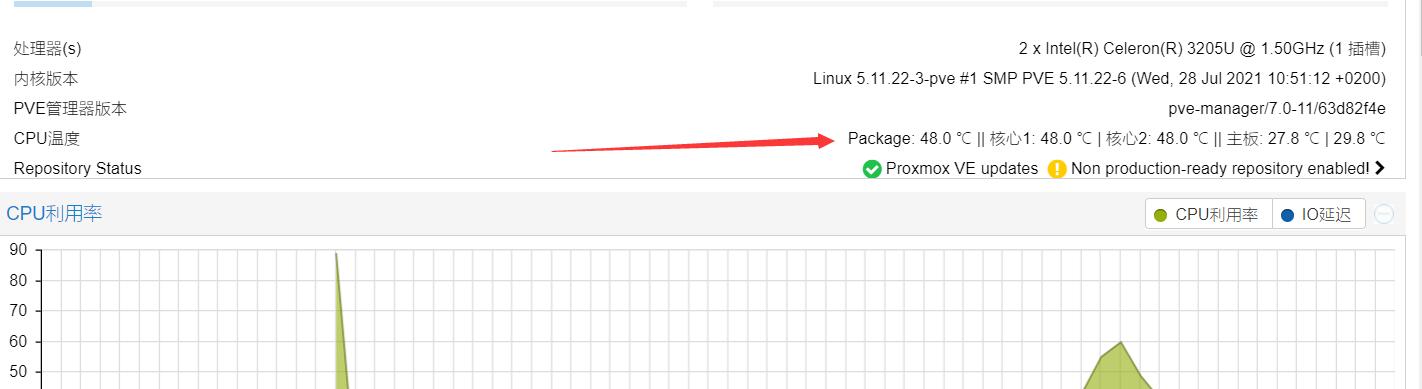 处理器(s) 2 x Intel(R) Celeron(R) 3205U @ 1.50GHz (1 插槽)
内核版本 Linux 5.11.22-3-pve #1 SMP PVE 5.11.22-6 (Wed, 28 Jul 2021 10:51:12 +0200)
PVE管理器版本 pve-manager/7.0-11/63d82f4e
CPU温度 Package: 48.0 ℃ || 核心1: 48.0 ℃ | 核心2: 48.0 ℃ || 主板: 27.8 ℃ | 29.8 ℃
Repository Status Proxmox VE updates Non production-ready repository enabled!
CPU利用率 CPU利用率 IO延迟
90
80
70
60
50